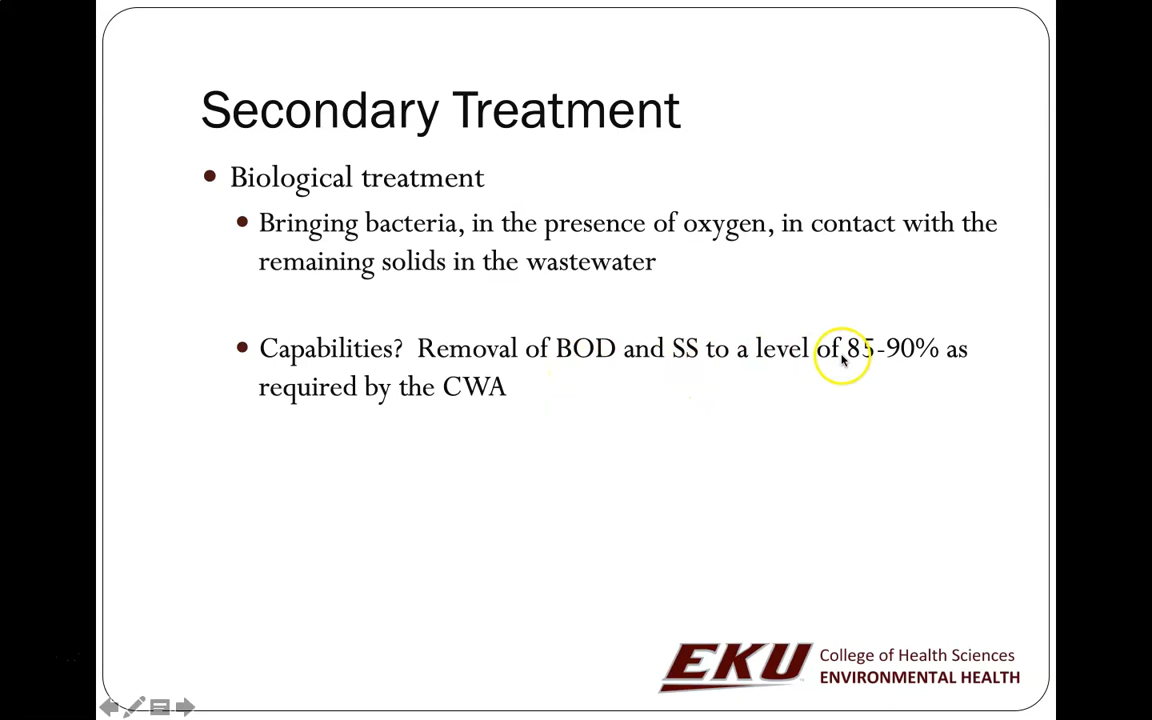 Secondary Treatment
Biological treatment
Bringing bacteria, in the presence of oxygen, in contact with the
remaining solids in the wastewater
Capabilities? Removal of BOD and SS to a level of 85-90% as
required by the CWA
EKU College of Health Sciences
ENVIRONMENTAL HEALTH